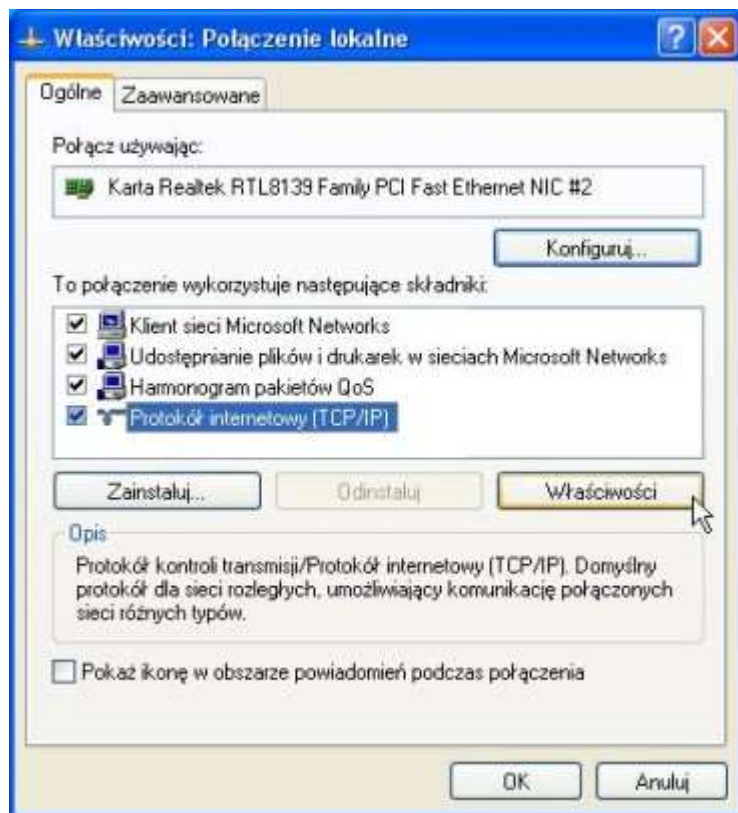 Właściwości: Połączenie lokalne
Ogólne
Zaawansowane
Połącz używając:
Karta Realtek RTL8139 Family PCI Fast Ethernet NIC #2
Konfiguruj...
To połączenie wykorzystuje następujące składniki:
Klient sieci Microsoft Networks
Udostępnianie plików i drukarek w sieciach Microsoft Networks
Harmonogram pakietów QoS
Protokół internetowy (TCP/IP)
Zainstaluj... Odinstaluj Właściwości
Opis
Protokół kontroli transmisji/Protokół internetowy (TCP/IP). Domyślny
protokół dla sieci rozległych, umożliwiający komunikację połączonych
sieci różnych typów.
Pokaż ikonę w obszarze powiadomień podczas połączenia
OK Anuluj